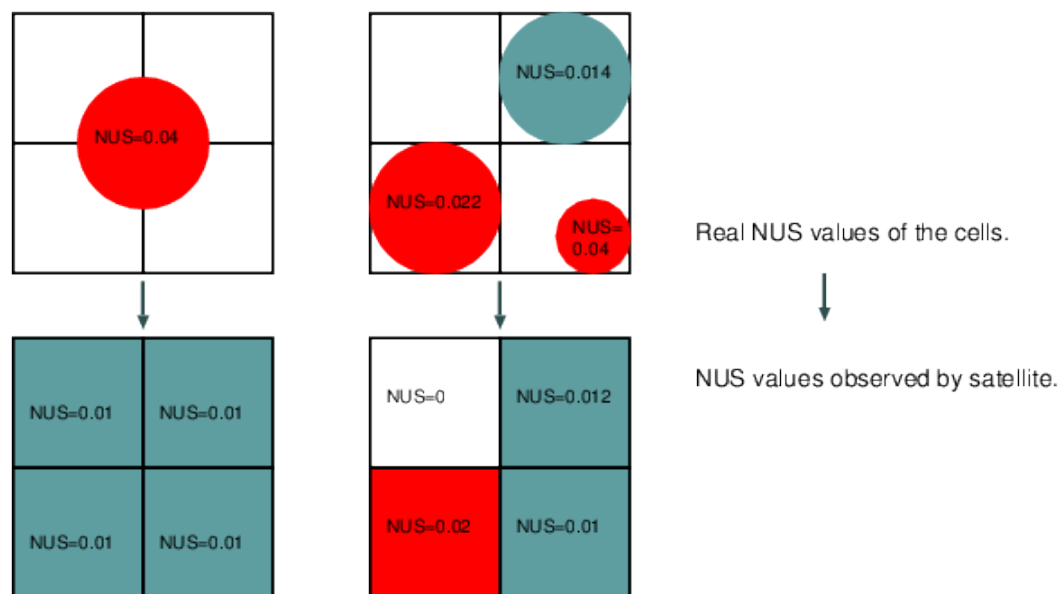 NUS=0.04
NUS=0.014
NUS=0.022
NUS=
0.04
Real NUS values of the cells.
NUS=0.01
NUS=0.01
NUS=0
NUS=0.012
NUS values observed by satellite.
NUS=0.01
NUS=0.01
NUS=0.02
NUS=0.01